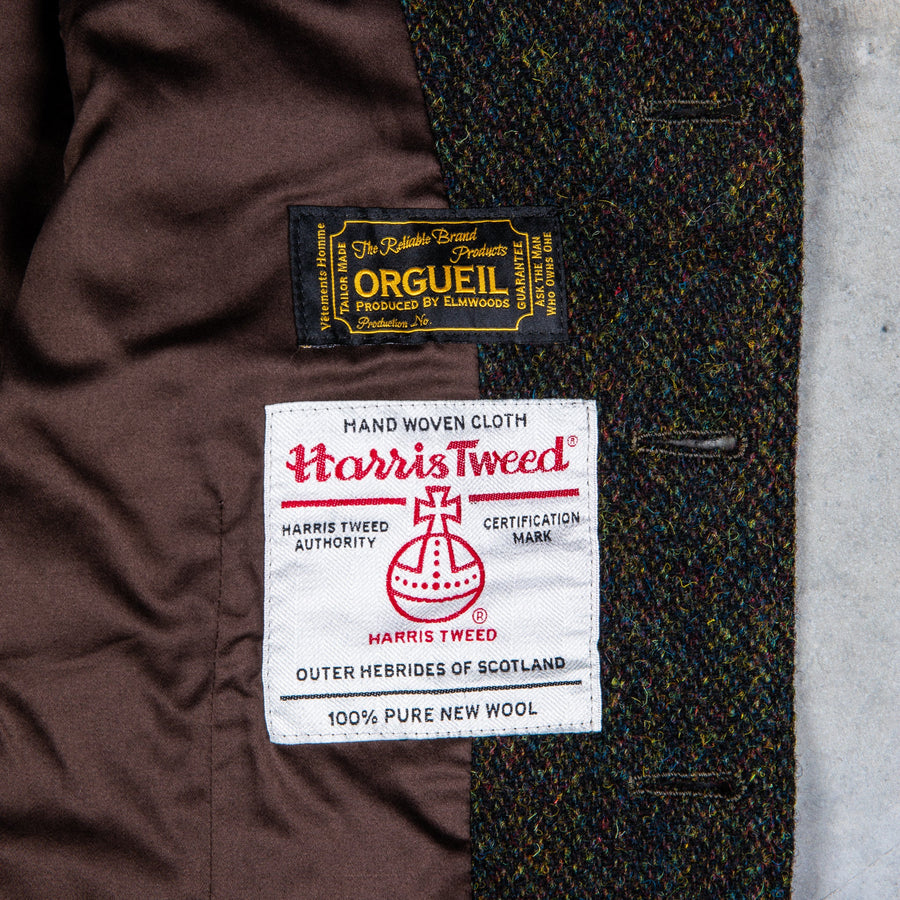 Vêtements Homme
TAILOR MADE
The Reliable Brand
Products
ORGUEIL
PRODUCED BY ELMWOODS
Production No.
GUARANTEE
ASK THE MAN
WHO OWNS ONE
HAND WOVEN CLOTH
Harris Tweed®
HARRIS TWEED
AUTHORITY
CERTIFICATION
MARK
®
HARRIS TWEED
OUTER HEBRIDES OF SCOTLAND
100% PURE NEW WOOL